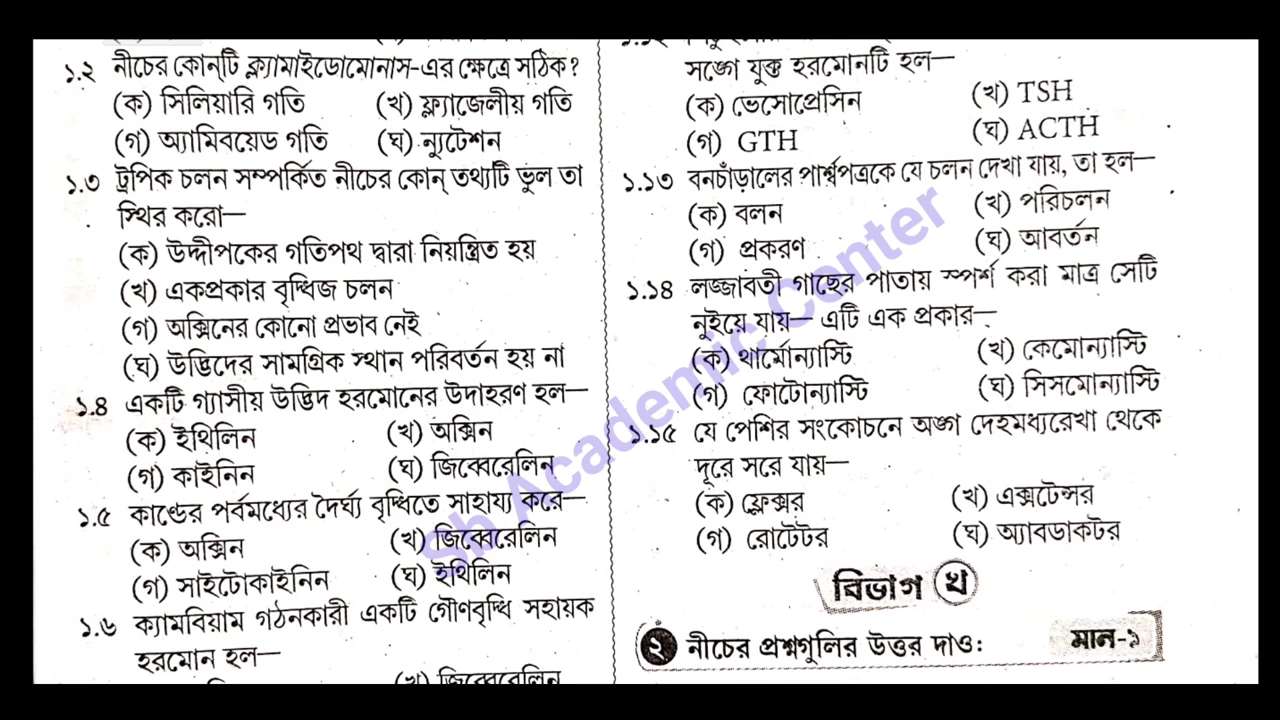 ১.২ নীচের কোন্‌টি ক্ল্যামাইডোমোনাস-এর ক্ষেত্রে সঠিক?
(ক) সিলিয়ারি গতি (খ) ফ্ল্যাজেলীয় গতি
(গ) অ্যামিবয়েড গতি (ঘ) ন্যুটেশন
১.৩ ট্রপিক চলন সম্পর্কিত নীচের কোন্ তথ্যটি ভুল তা
স্থির করো—
(ক) উদ্দীপকের গতিপথ দ্বারা নিয়ন্ত্রিত হয়
(খ) একপ্রকার বৃদ্ধিজ চলন
(গ) অক্সিনের কোনো প্রভাব নেই
(ঘ) উদ্ভিদের সামগ্রিক স্থান পরিবর্তন হয় না
১.৪ একটি গ্যাসীয় উদ্ভিদ হরমোনের উদাহরণ হল—
(ক) ইথিলিন (খ) অক্সিন
(গ) কাইনিন (ঘ) জিব্বেরেলিন
১.৫ কাণ্ডের পর্বমধ্যের দৈর্ঘ্য বৃদ্ধিতে সাহায্য করে—
(ক) অক্সিন (খ) জিব্বেরেলিন
(গ) সাইটোকাইনিন (ঘ) ইথিলিন
১.৬ ক্যামবিয়াম গঠনকারী একটি গৌণবৃদ্ধি সহায়ক
হরমোন হল—
(খ) জিব্বেরেলিন
সঙ্গে যুক্ত হরমোনটি হল—
(ক) ভেসোপ্রেসিন (খ) TSH
(গ) GTH (ঘ) ACTH
১.১৩ বনচাঁড়ালের পার্শ্বপত্রকে যে চলন দেখা যায়, তা হল—
(ক) বলন (খ) পরিচলন
(গ) প্রকরণ (ঘ) আবর্তন
১.১৪ লজ্জাবতী গাছের পাতায় স্পর্শ করা মাত্র সেটি
নুইয়ে যায়— এটি এক প্রকার—
(ক) থার্মোন্যাস্টি (খ) কেমোন্যাস্টি
(গ) ফোটোন্যাস্টি (ঘ) সিসমোন্যাস্টি
১.১৫ যে পেশির সংকোচনে অঙ্গ দেহমধ্যরেখা থেকে
দূরে সরে যায়—
(ক) ফ্লেক্সর (খ) এক্সটেন্সর
(গ) রোটেটর (ঘ) অ্যাবডাকটর
বিভাগ খ
২ নীচের প্রশ্নগুলির উত্তর দাও: মান-১
Sb Academic Center